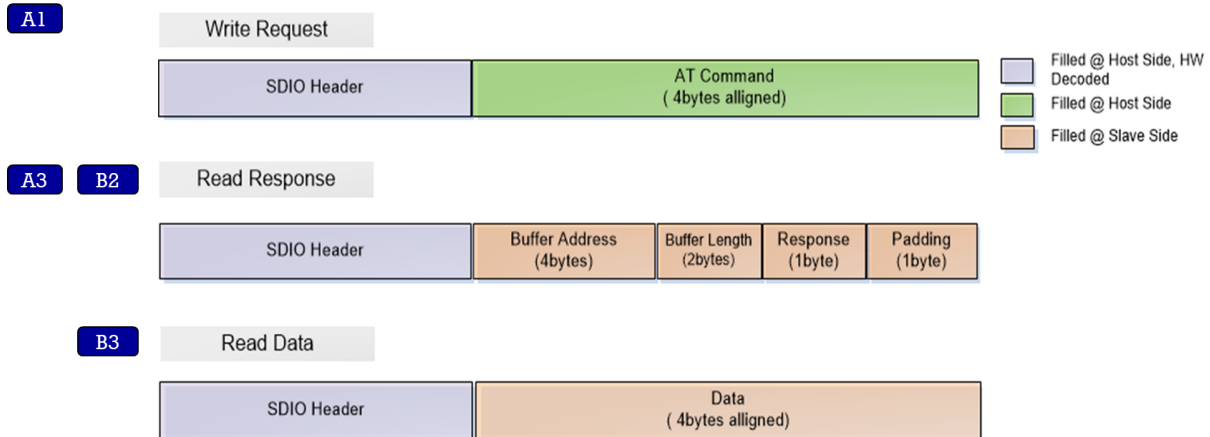 A1
Write Request
SDIO Header
AT Command
( 4bytes alligned)
Filled @ Host Side, HW
Decoded
Filled @ Host Side
Filled @ Slave Side
A3
B2
Read Response
SDIO Header
Buffer Address
(4bytes)
Buffer Length
(2bytes)
Response
(1byte)
Padding
(1byte)
B3
Read Data
SDIO Header
Data
( 4bytes alligned)